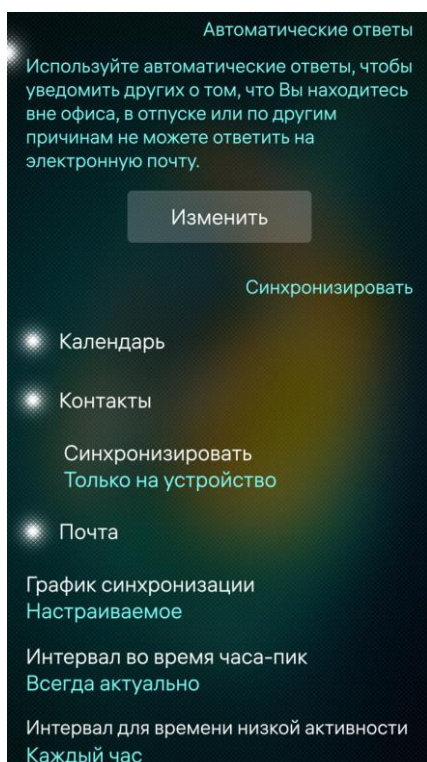 Автоматические ответы
Используйте автоматические ответы, чтобы
уведомить других о том, что Вы находитесь
вне офиса, в отпуске или по другим
причинам не можете ответить на
электронную почту.
Изменить
Синхронизировать
Календарь
Контакты
Синхронизировать
Только на устройство
Почта
График синхронизации
Настраиваемое
Интервал во время часа-пик
Всегда актуально
Интервал для времени низкой активности
Каждый час